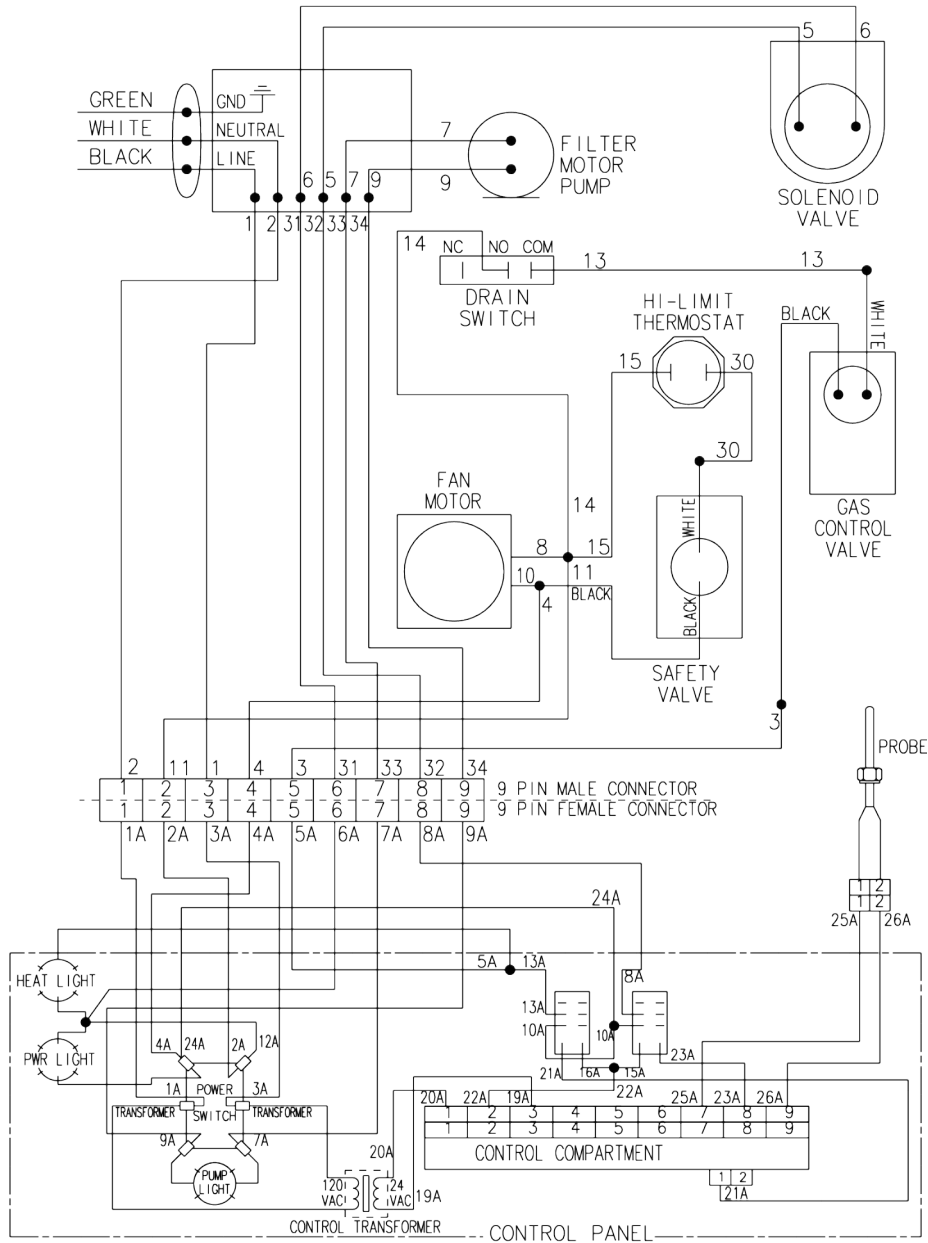 5 6
GREEN GND
WHITE NEUTRAL
BLACK LINE
7
9
FILTER
MOTOR
PUMP
6 5 7 9
1 2 31 32 33 34
SOLENOID
VALVE
14
NC NO COM
13 13
DRAIN
SWITCH
HI-LIMIT
THERMOSTAT
BLACK
WHITE
15 30
30
FAN
MOTOR
14
WHITE
GAS
CONTROL
VALVE
8 15
10 11
BLACK
4
BLACK
SAFETY
VALVE
3
PROBE
2 11 1 4 3 31 33 32 34
1 2 3 4 5 6 7 8 9 9 PIN MALE CONNECTOR
1 2 3 4 5 6 7 8 9 9 PIN FEMALE CONNECTOR
1A 2A 3A 4A 5A 6A 7A 8A 9A
1 2
1 2
25A 26A
24A
5A 13A 8A
HEAT LIGHT
13A
10A 10A
PWR LIGHT
4A 24A 2A 12A
21A 16A 15A 23A
22A
1A POWER 3A
TRANSFORMER SWITCH TRANSFORMER
20A 22A 19A 25A 23A 26A
1 2 3 4 5 6 7 8 9
1 2 3 4 5 6 7 8 9
9A 7A
20A
CONTROL COMPARTMENT
PUMP
LIGHT
120
VAC
24
VAC
19A
1 2
21A
CONTROL TRANSFORMER
CONTROL PANEL